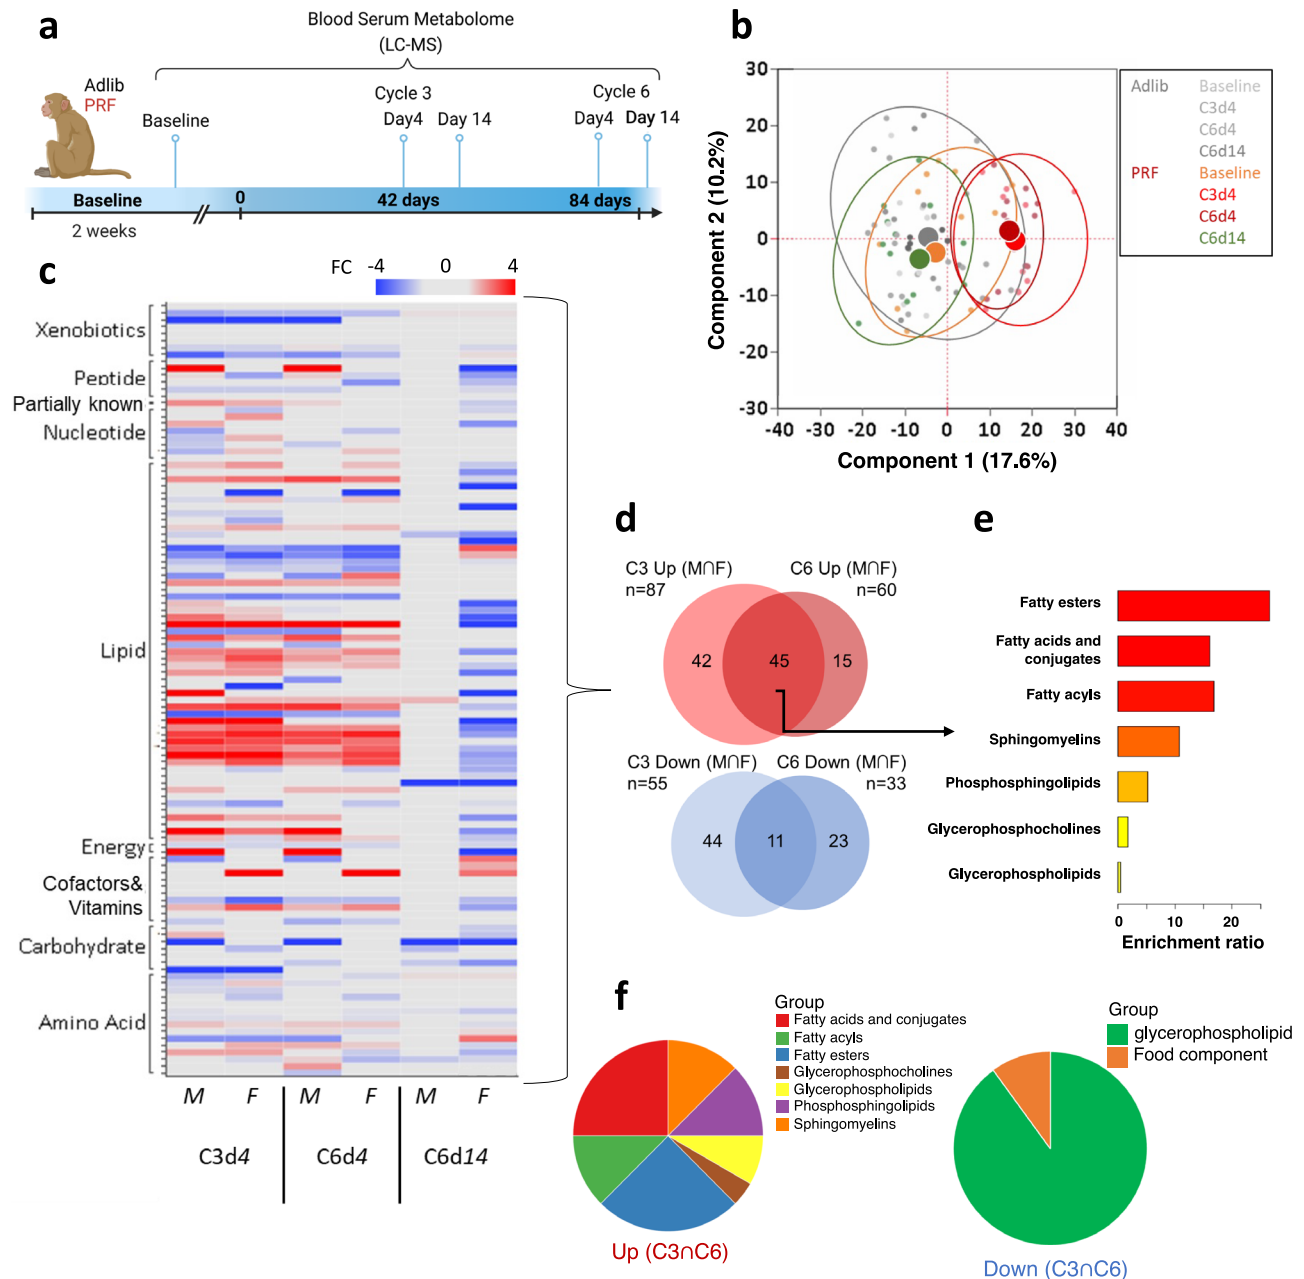 a
Blood Serum Metabolome
(LC-MS)
Adlib
PRF
Baseline
Cycle 3
Day4
Day 14
Cycle 6
Day4
Day 14
Baseline
0
42 days
84 days
2 weeks
b
30
20
10
0
-10
-20
-30
-40 -30 -20 -10 0 10 20 30 40
Component 2 (10.2%)
Component 1 (17.6%)
Adlib Baseline
C3d4
C6d4
C6d14
PRF Baseline
C3d4
C6d4
C6d14
c
FC -4 0 4
Xenobiotics
Peptide
Partially known
Nucleotide
Lipid
Energy
Cofactors&
Vitamins
Carbohydrate
Amino Acid
M F M F M F
C3d4 C6d4 C6d14
d
C3 Up (M∩F)
n=87
C6 Up (M∩F)
n=60
42 45 15
C3 Down (M∩F)
n=55
C6 Down (M∩F)
n=33
44 11 23
e
Fatty esters
Fatty acids and
conjugates
Fatty acyls
Sphingomyelins
Phosphosphingolipids
Glycerophosphocholines
Glycerophospholipids
0 10 20
Enrichment ratio
f
Group
Fatty acids and conjugates
Fatty acyls
Fatty esters
Glycerophosphocholines
Glycerophospholipids
Phosphosphingolipids
Sphingomyelins
Up (C3∩C6)
Group
glycerophospholipid
Food component
Down (C3∩C6)